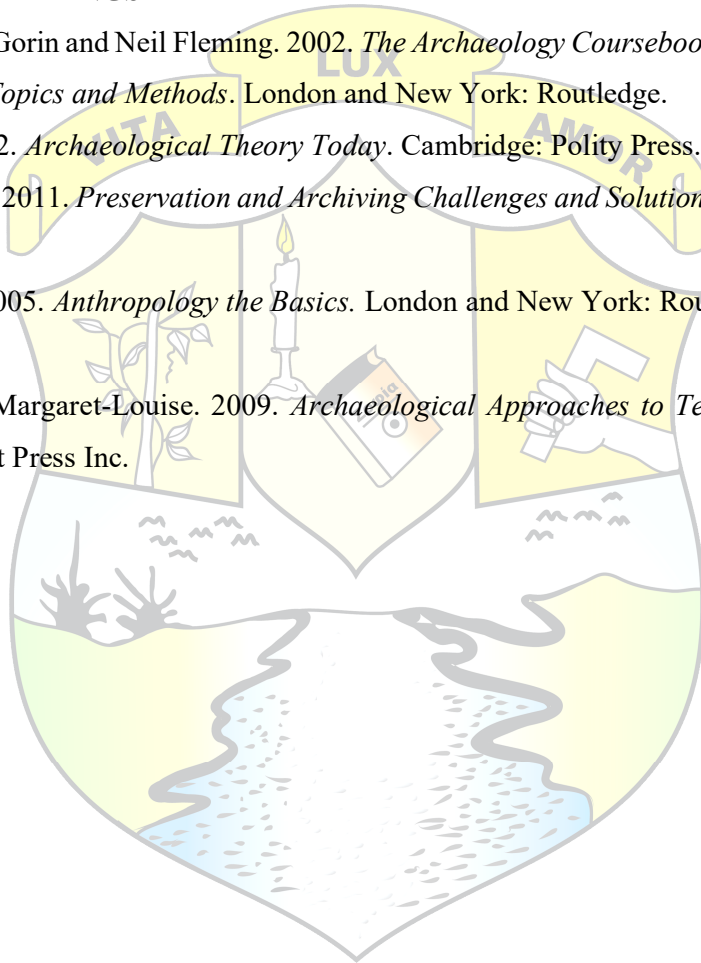 Gorin and Neil Fleming. 2002. The Archaeology Courseboo
Topics and Methods. London and New York: Routledge.
2. Archaeological Theory Today. Cambridge: Polity Press.
2011. Preservation and Archiving Challenges and Solution
005. Anthropology the Basics. London and New York: Rou
Margaret-Louise. 2009. Archaeological Approaches to Te
t Press Inc.
LUX
VITA
AMOR